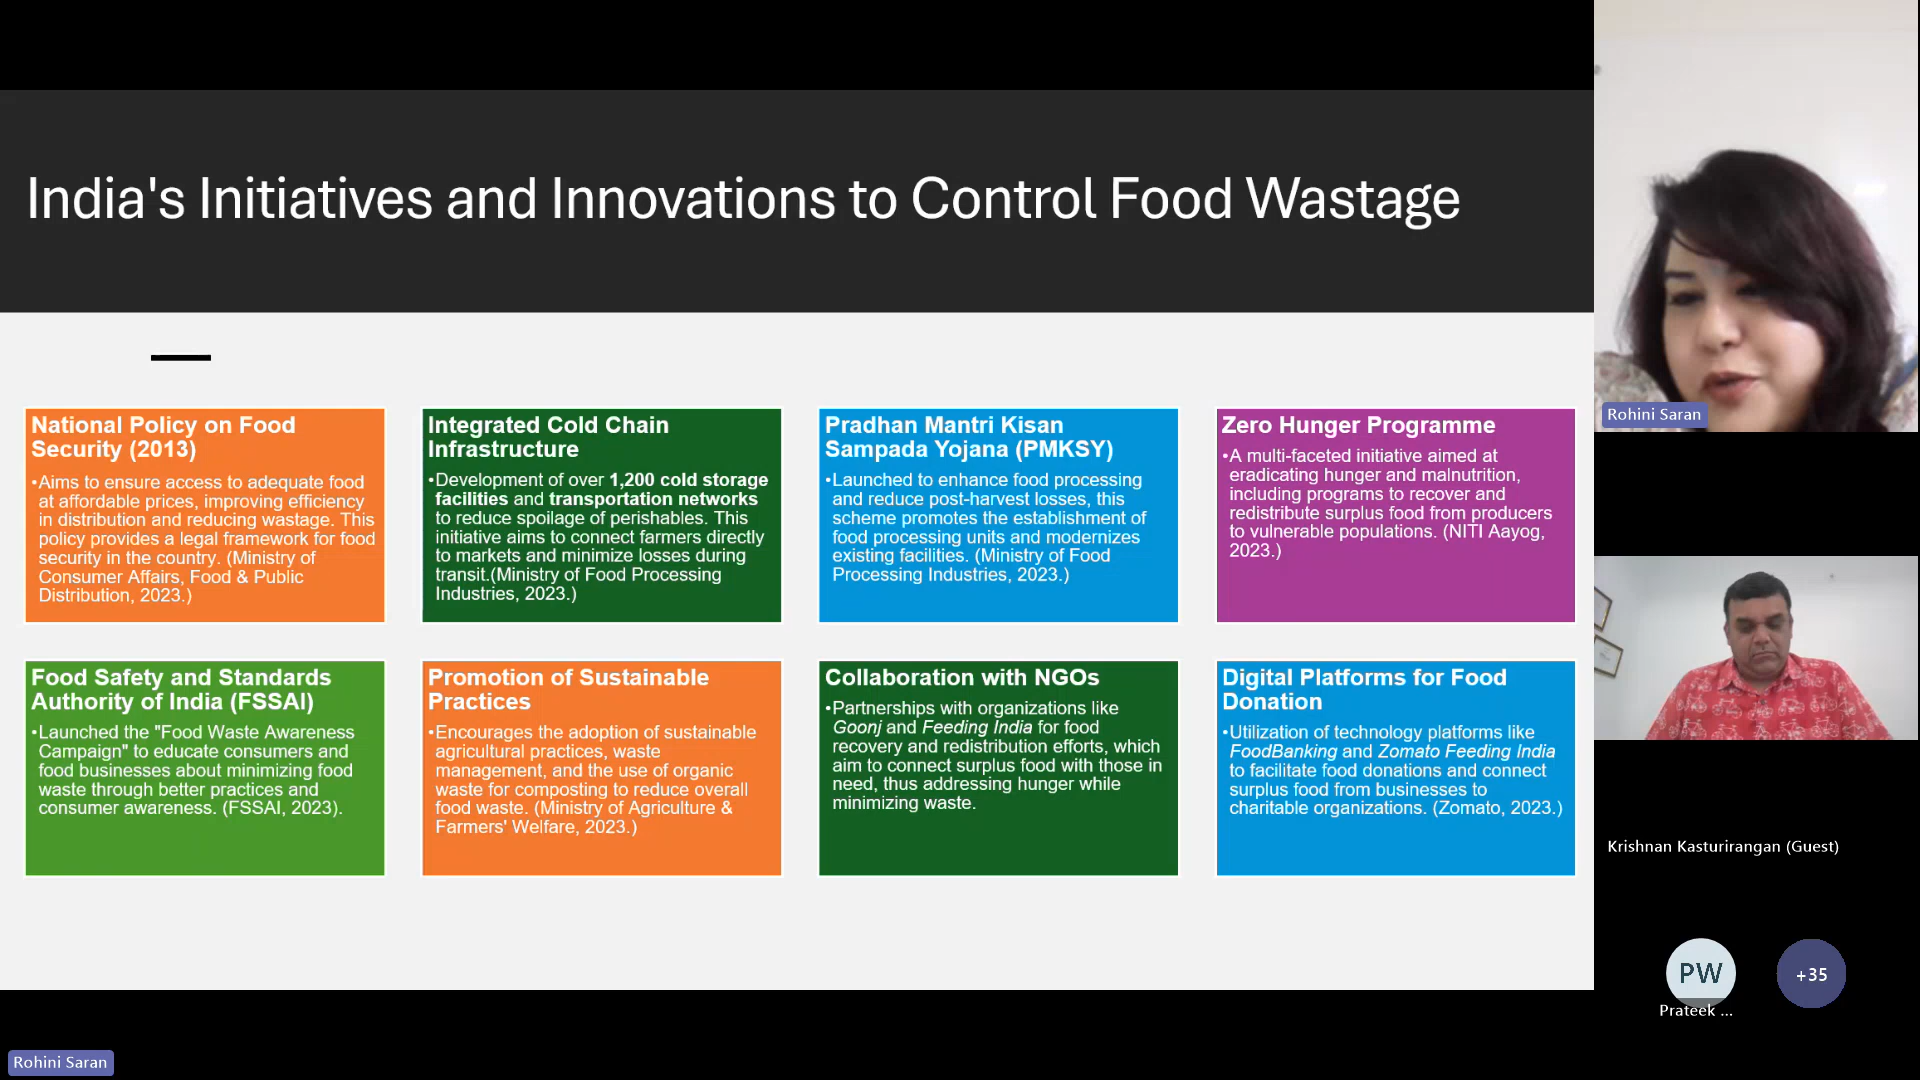 India's Initiatives and Innovations to Control Food Wastage
National Policy on Food
Security (2013)
•Aims to ensure access to adequate food
at affordable prices, improving efficiency
in distribution and reducing wastage. This
policy provides a legal framework for food
security in the country. (Ministry of
Consumer Affairs, Food & Public
Distribution, 2023.)
Integrated Cold Chain
Infrastructure
•Development of over 1,200 cold storage
facilities and transportation networks
to reduce spoilage of perishables. This
initiative aims to connect farmers directly
to markets and minimize losses during
transit.(Ministry of Food Processing
Industries, 2023.)
Pradhan Mantri Kisan
Sampada Yojana (PMKSY)
•Launched to enhance food processing
and reduce post-harvest losses, this
scheme promotes the establishment of
food processing units and modernizes
existing facilities. (Ministry of Food
Processing Industries, 2023.)
Zero Hunger Programme
•A multi-faceted initiative aimed at
eradicating hunger and malnutrition,
including programs to recover and
redistribute surplus food from producers
to vulnerable populations. (NITI Aayog,
2023.)
Food Safety and Standards
Authority of India (FSSAI)
•Launched the "Food Waste Awareness
Campaign" to educate consumers and
food businesses about minimizing food
waste through better practices and
consumer awareness. (FSSAI, 2023).
Promotion of Sustainable
Practices
•Encourages the adoption of sustainable
agricultural practices, waste
management, and the use of organic
waste for composting to reduce overall
food waste. (Ministry of Agriculture &
Farmers' Welfare, 2023.)
Collaboration with NGOs
•Partnerships with organizations like
Goonj and Feeding India for food
recovery and redistribution efforts, which
aim to connect surplus food with those in
need, thus addressing hunger while
minimizing waste.
Digital Platforms for Food
Donation
•Utilization of technology platforms like
FoodBanking and Zomato Feeding India
to facilitate food donations and connect
surplus food from businesses to
charitable organizations. (Zomato, 2023.)
Rohini Saran
Krishnan Kasturirangan (Guest)
PW
+35
Prateek ...
Rohini Saran